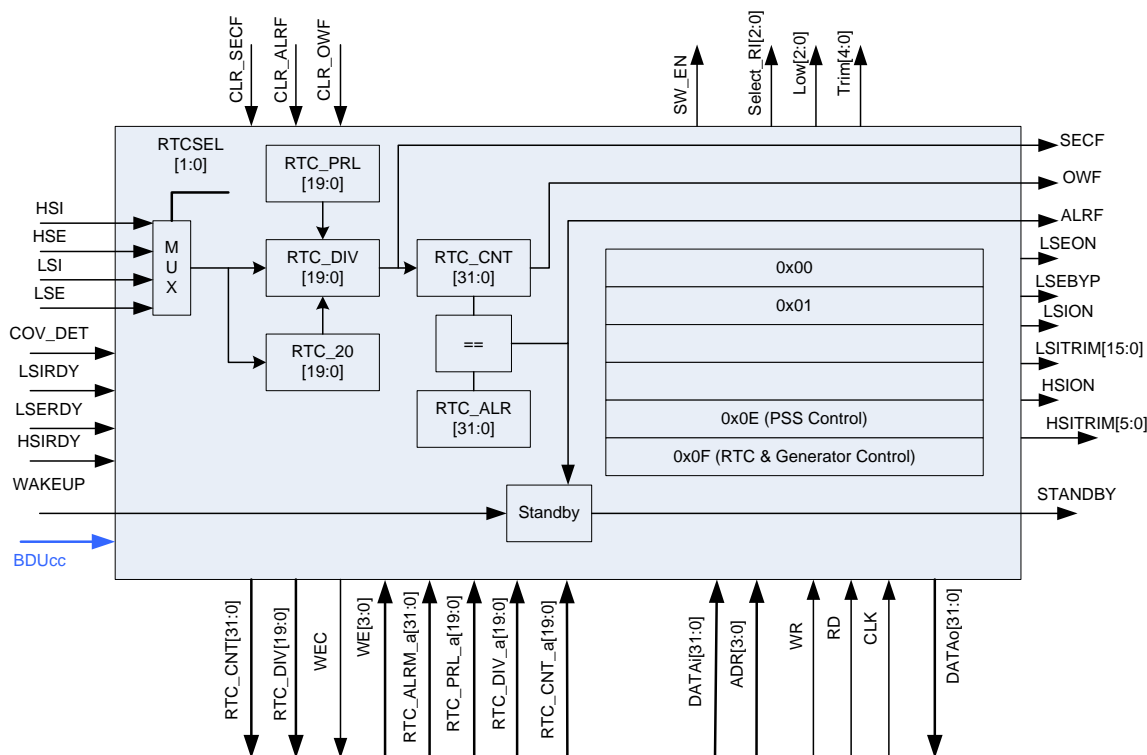 CLR_SECF
CLR_ALRF
CLR_OWF
SW_EN
Select_RI[2:0]
Low[2:0]
Trim[4:0]
RTCSEL
[1:0]
RTC_PRL
[19:0]
SECF
OWF
ALRF
HSI
HSE
LSI
LSE
M
U
X
RTC_DIV
[19:0]
RTC_CNT
[31:0]
0x00
0x01
0x0E (PSS Control)
0x0F (RTC & Generator Control)
LSEON
LSEBYP
LSION
LSITRIM[15:0]
HSION
HSITRIM[5:0]
COV_DET
LSIRDY
LSERDY
HSIRDY
WAKEUP
BDUcc
RTC_20
[19:0]
==
RTC_ALR
[31:0]
Standby
STANDBY
RTC_CNT[31:0]
RTC_DIV[19:0]
WEC
WE[3:0]
RTC_ALRM_a[31:0]
RTC_PRL_a[19:0]
RTC_DIV_a[19:0]
RTC_CNT_a[19:0]
DATAi[31:0]
ADR[3:0]
WR
RD
CLK
DATAo[31:0]